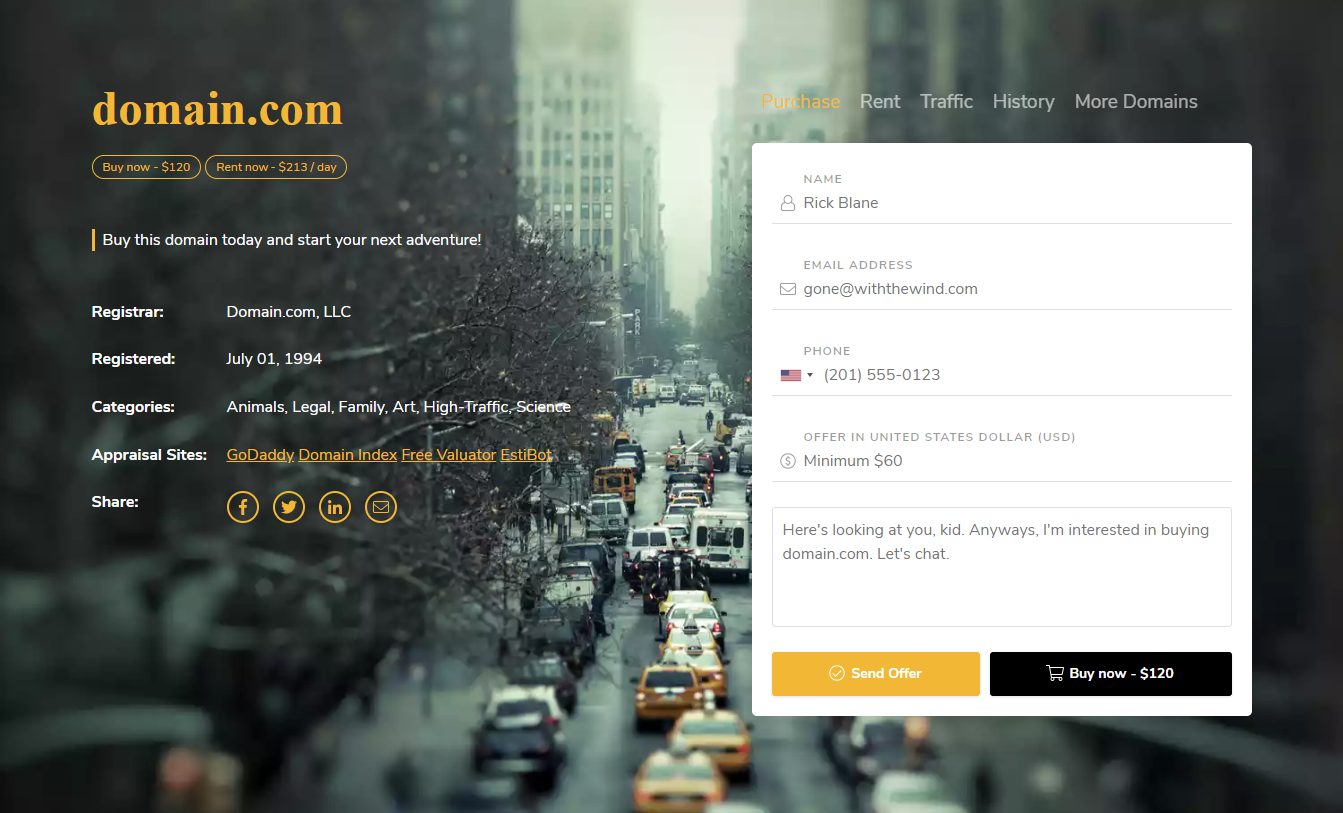 domain.com
Buy now - $120 Rent now - $213 / day
Buy this domain today and start your next adventure!
Registrar: Domain.com, LLC
Registered: July 01, 1994
Categories: Animals, Legal, Family, Art, High-Traffic, Science
Appraisal Sites: GoDaddy Domain Index Free Valuator EstiBot
Share:
PARK
Purchase Rent Traffic History More Domains
NAME
Rick Blane
EMAIL ADDRESS
gone@withthewind.com
PHONE
(201) 555-0123
OFFER IN UNITED STATES DOLLAR (USD)
Minimum $60
Here's looking at you, kid. Anyways, I'm interested in buying
domain.com. Let's chat.
Send Offer Buy now - $120